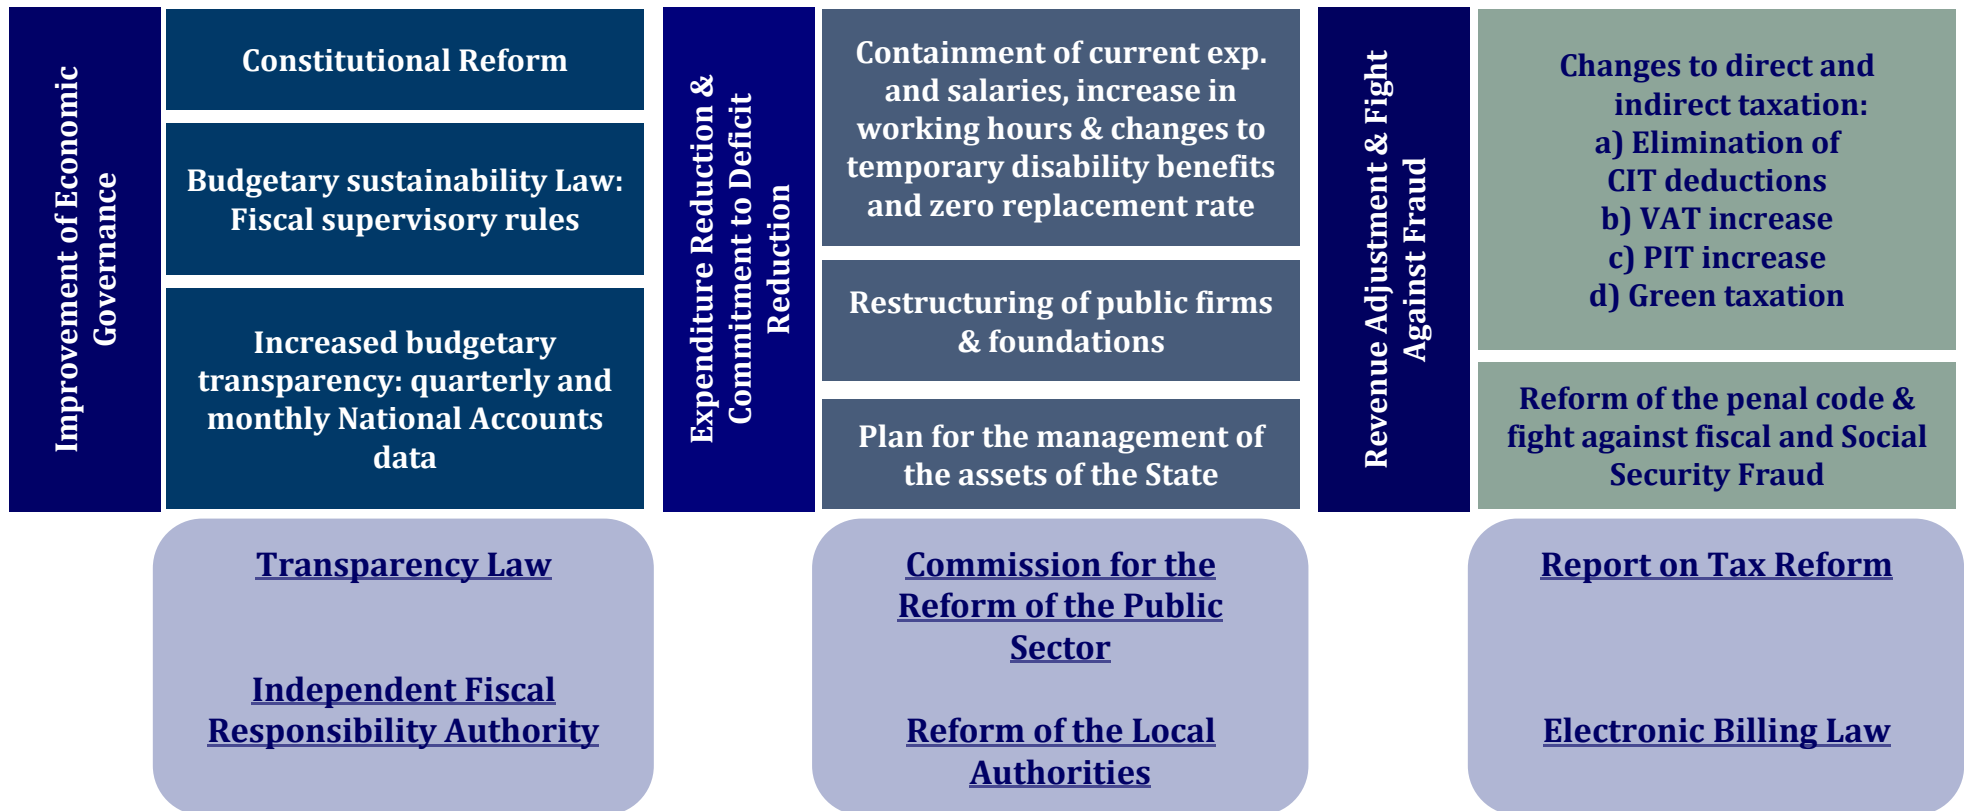 Improvement of Economic
Governance
Constitutional Reform
Budgetary sustainability Law:
Fiscal supervisory rules
Increased budgetary
transparency: quarterly and
monthly National Accounts
data
Transparency Law
Independent Fiscal
Responsibility Authority
Expenditure Reduction &
Commitment to Deficit
Reduction
Containment of current exp.
and salaries, increase in
working hours & changes to
temporary disability benefits
and zero replacement rate
Restructuring of public firms
& foundations
Plan for the management of
the assets of the State
Commission for the
Reform of the Public
Sector
Reform of the Local
Authorities
Revenue Adjustment & Fight
Against Fraud
Changes to direct and
indirect taxation:
a) Elimination of
CIT deductions
b) VAT increase
c) PIT increase
d) Green taxation
Reform of the penal code &
fight against fiscal and Social
Security Fraud
Report on Tax Reform
Electronic Billing Law